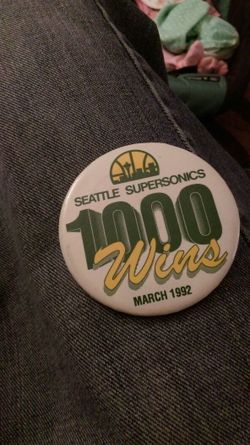 SEATTLE SUPERSONICS
1000
Wins
MARCH 1992